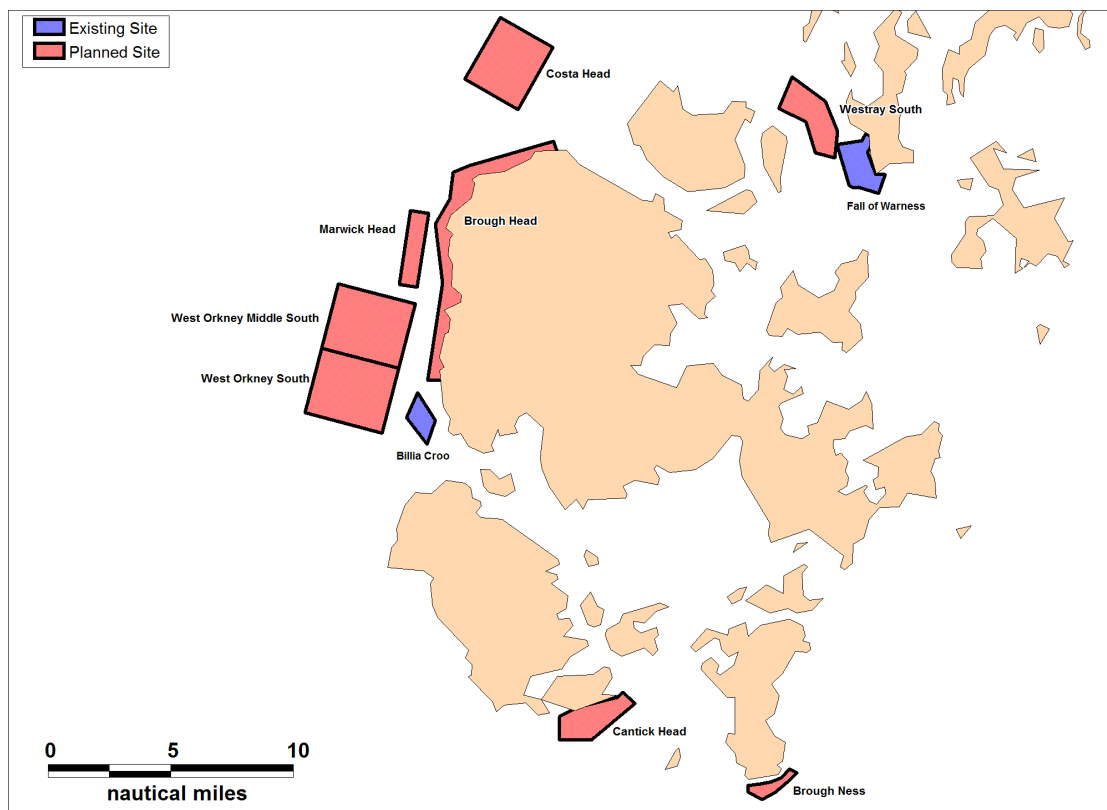 Existing Site
Planned Site
Costa Head
Westray South
Fall of Warness
Brough Head
Marwick Head
West Orkney Middle South
West Orkney South
Billia Croo
Cantick Head
Brough Ness
0 5 10
nautical miles